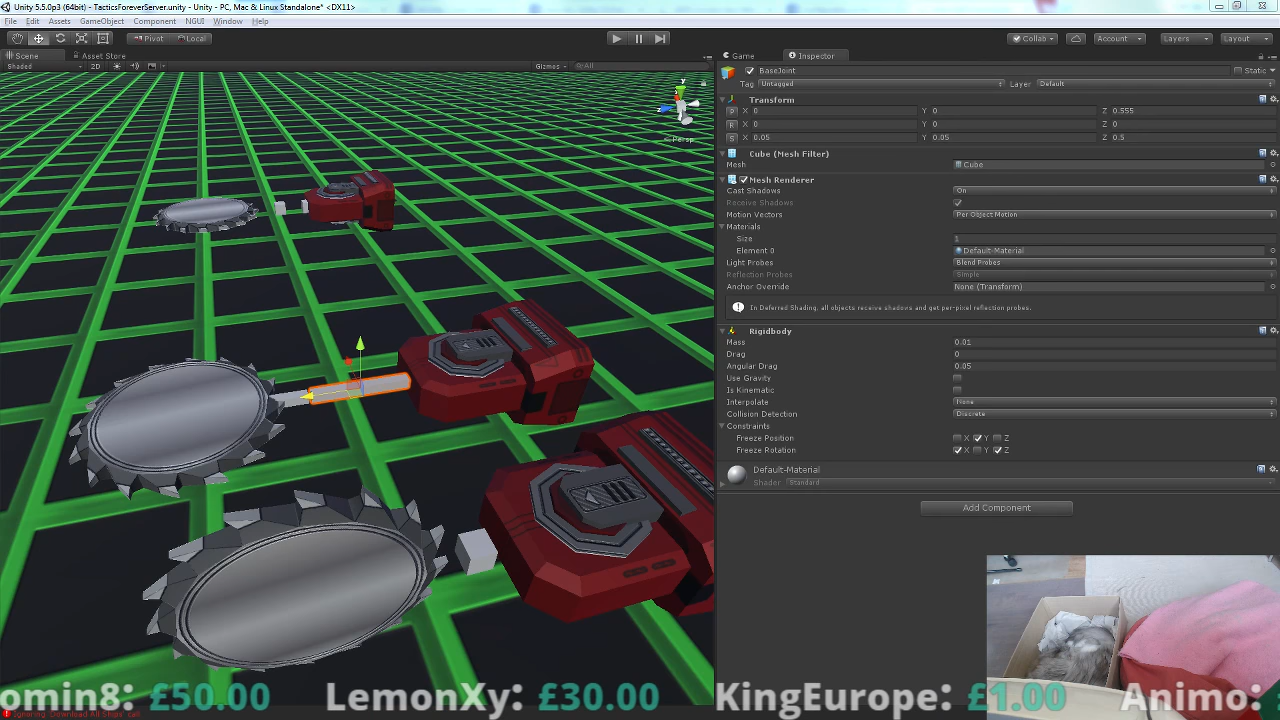 Unity 5.5.0p3 (64bit) - TacticsForeverServer.unity - Unity - PC, Mac & Linux Standalone* <DX11>
File Edit Assets GameObject Component NGUI Window Help
Pivot Local Collab Account Layers Layout
Scene Asset Store Game Inspector
Shaded 2D Gizmos All
BaseJoint Static
Tag Untagged Layer Default
Transform
P X 0 Y 0 Z 0.555
R X 0 Y 0 Z 0
S X 0.05 Y 0.05 Z 0.5
Cube (Mesh Filter)
Mesh Cube
Mesh Renderer
Cast Shadows On
Receive Shadows
Motion Vectors Per Object Motion
Materials
Size 1
Element 0 Default-Material
Light Probes Blend Probes
Reflection Probes Simple
Anchor Override None (Transform)
In Deferred Shading, all objects receive shadows and get per-pixel reflection probes.
Rigidbody
Mass 0.01
Drag 0
Angular Drag 0.05
Use Gravity
Is Kinematic
Interpolate None
Collision Detection Discrete
Constraints
Freeze Position X Y Z
Freeze Rotation X Y Z
Default-Material
Shader Standard
Add Component
y
x
z
Persp
omin8: £50.00 LemonXy: £30.00 KingEurope: £1.00 Animo:
Ignoring 'Download All Ships' call